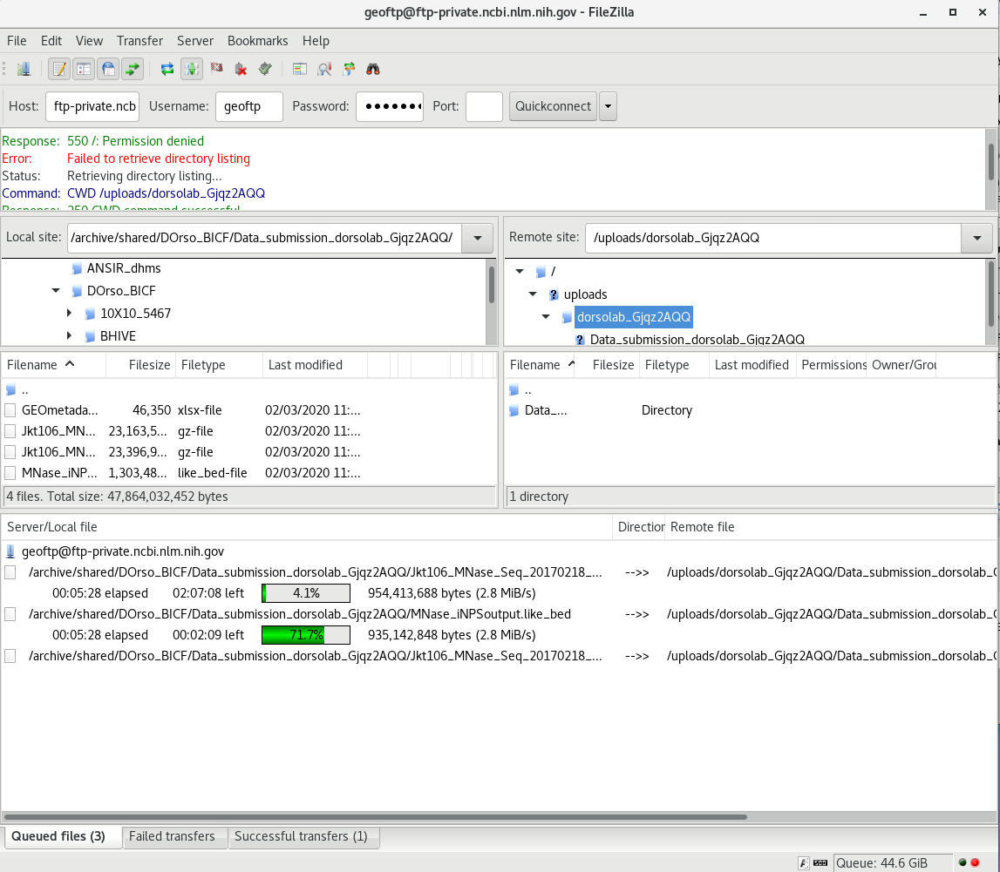 geoftp@ftp-private.ncbi.nlm.nih.gov - FileZilla
File Edit View Transfer Server Bookmarks Help
Host: ftp-private.ncb Username: geoftp Password: ●●●●●●● Port: Quickconnect
Response: 550 /: Permission denied
Error: Failed to retrieve directory listing
Status: Retrieving directory listing...
Command: CWD /uploads/dorsolab_Gjqz2AQQ
Response: 250 CWD command successful
Local site: /archive/shared/DOrso_BICF/Data_submission_dorsolab_Gjqz2AQQ/
ANSIR_dhms
DOrso_BICF
10X10_5467
BHIVE
Filename Filesize Filetype Last modified
..
GEOmetada... 46,350 xlsx-file 02/03/2020 11:...
Jkt106_MN... 23,163,5... gz-file 02/03/2020 11:...
Jkt106_MN... 23,396,9... gz-file 02/03/2020 11:...
MNase_iNP... 1,303,48... like_bed-file 02/03/2020 11:...
4 files. Total size: 47,864,032,452 bytes
Remote site: /uploads/dorsolab_Gjqz2AQQ
/
? uploads
dorsolab_Gjqz2AQQ
? Data_submission_dorsolab_Gjqz2AQQ
Filename Filesize Filetype Last modified Permissions Owner/Grou
..
Data_... Directory
1 directory
Server/Local file Direction Remote file
geoftp@ftp-private.ncbi.nlm.nih.gov
/archive/shared/DOrso_BICF/Data_submission_dorsolab_Gjqz2AQQ/Jkt106_MNase_Seq_20170218_... -->> /uploads/dorsolab_Gjqz2AQQ/Data_submission_dorsolab_G
00:05:28 elapsed 02:07:08 left 4.1% 954,413,688 bytes (2.8 MiB/s)
/archive/shared/DOrso_BICF/Data_submission_dorsolab_Gjqz2AQQ/MNase_iNPSoutput.like_bed -->> /uploads/dorsolab_Gjqz2AQQ/Data_submission_dorsolab_G
00:05:28 elapsed 00:02:09 left 71.7% 935,142,848 bytes (2.8 MiB/s)
/archive/shared/DOrso_BICF/Data_submission_dorsolab_Gjqz2AQQ/Jkt106_MNase_Seq_20170218_... -->> /uploads/dorsolab_Gjqz2AQQ/Data_submission_dorsolab_G
Queued files (3) Failed transfers Successful transfers (1)
Queue: 44.6 GiB